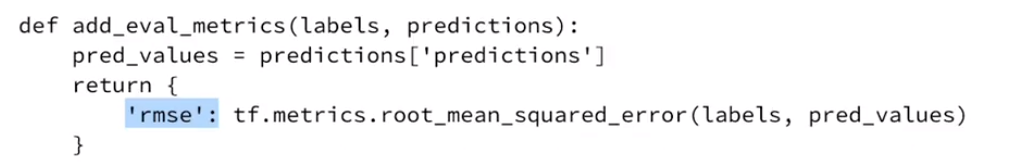 def add_eval_metrics(labels, predictions):
    pred_values = predictions['predictions']
    return {
        'rmse': tf.metrics.root_mean_squared_error(labels, pred_values)
    }